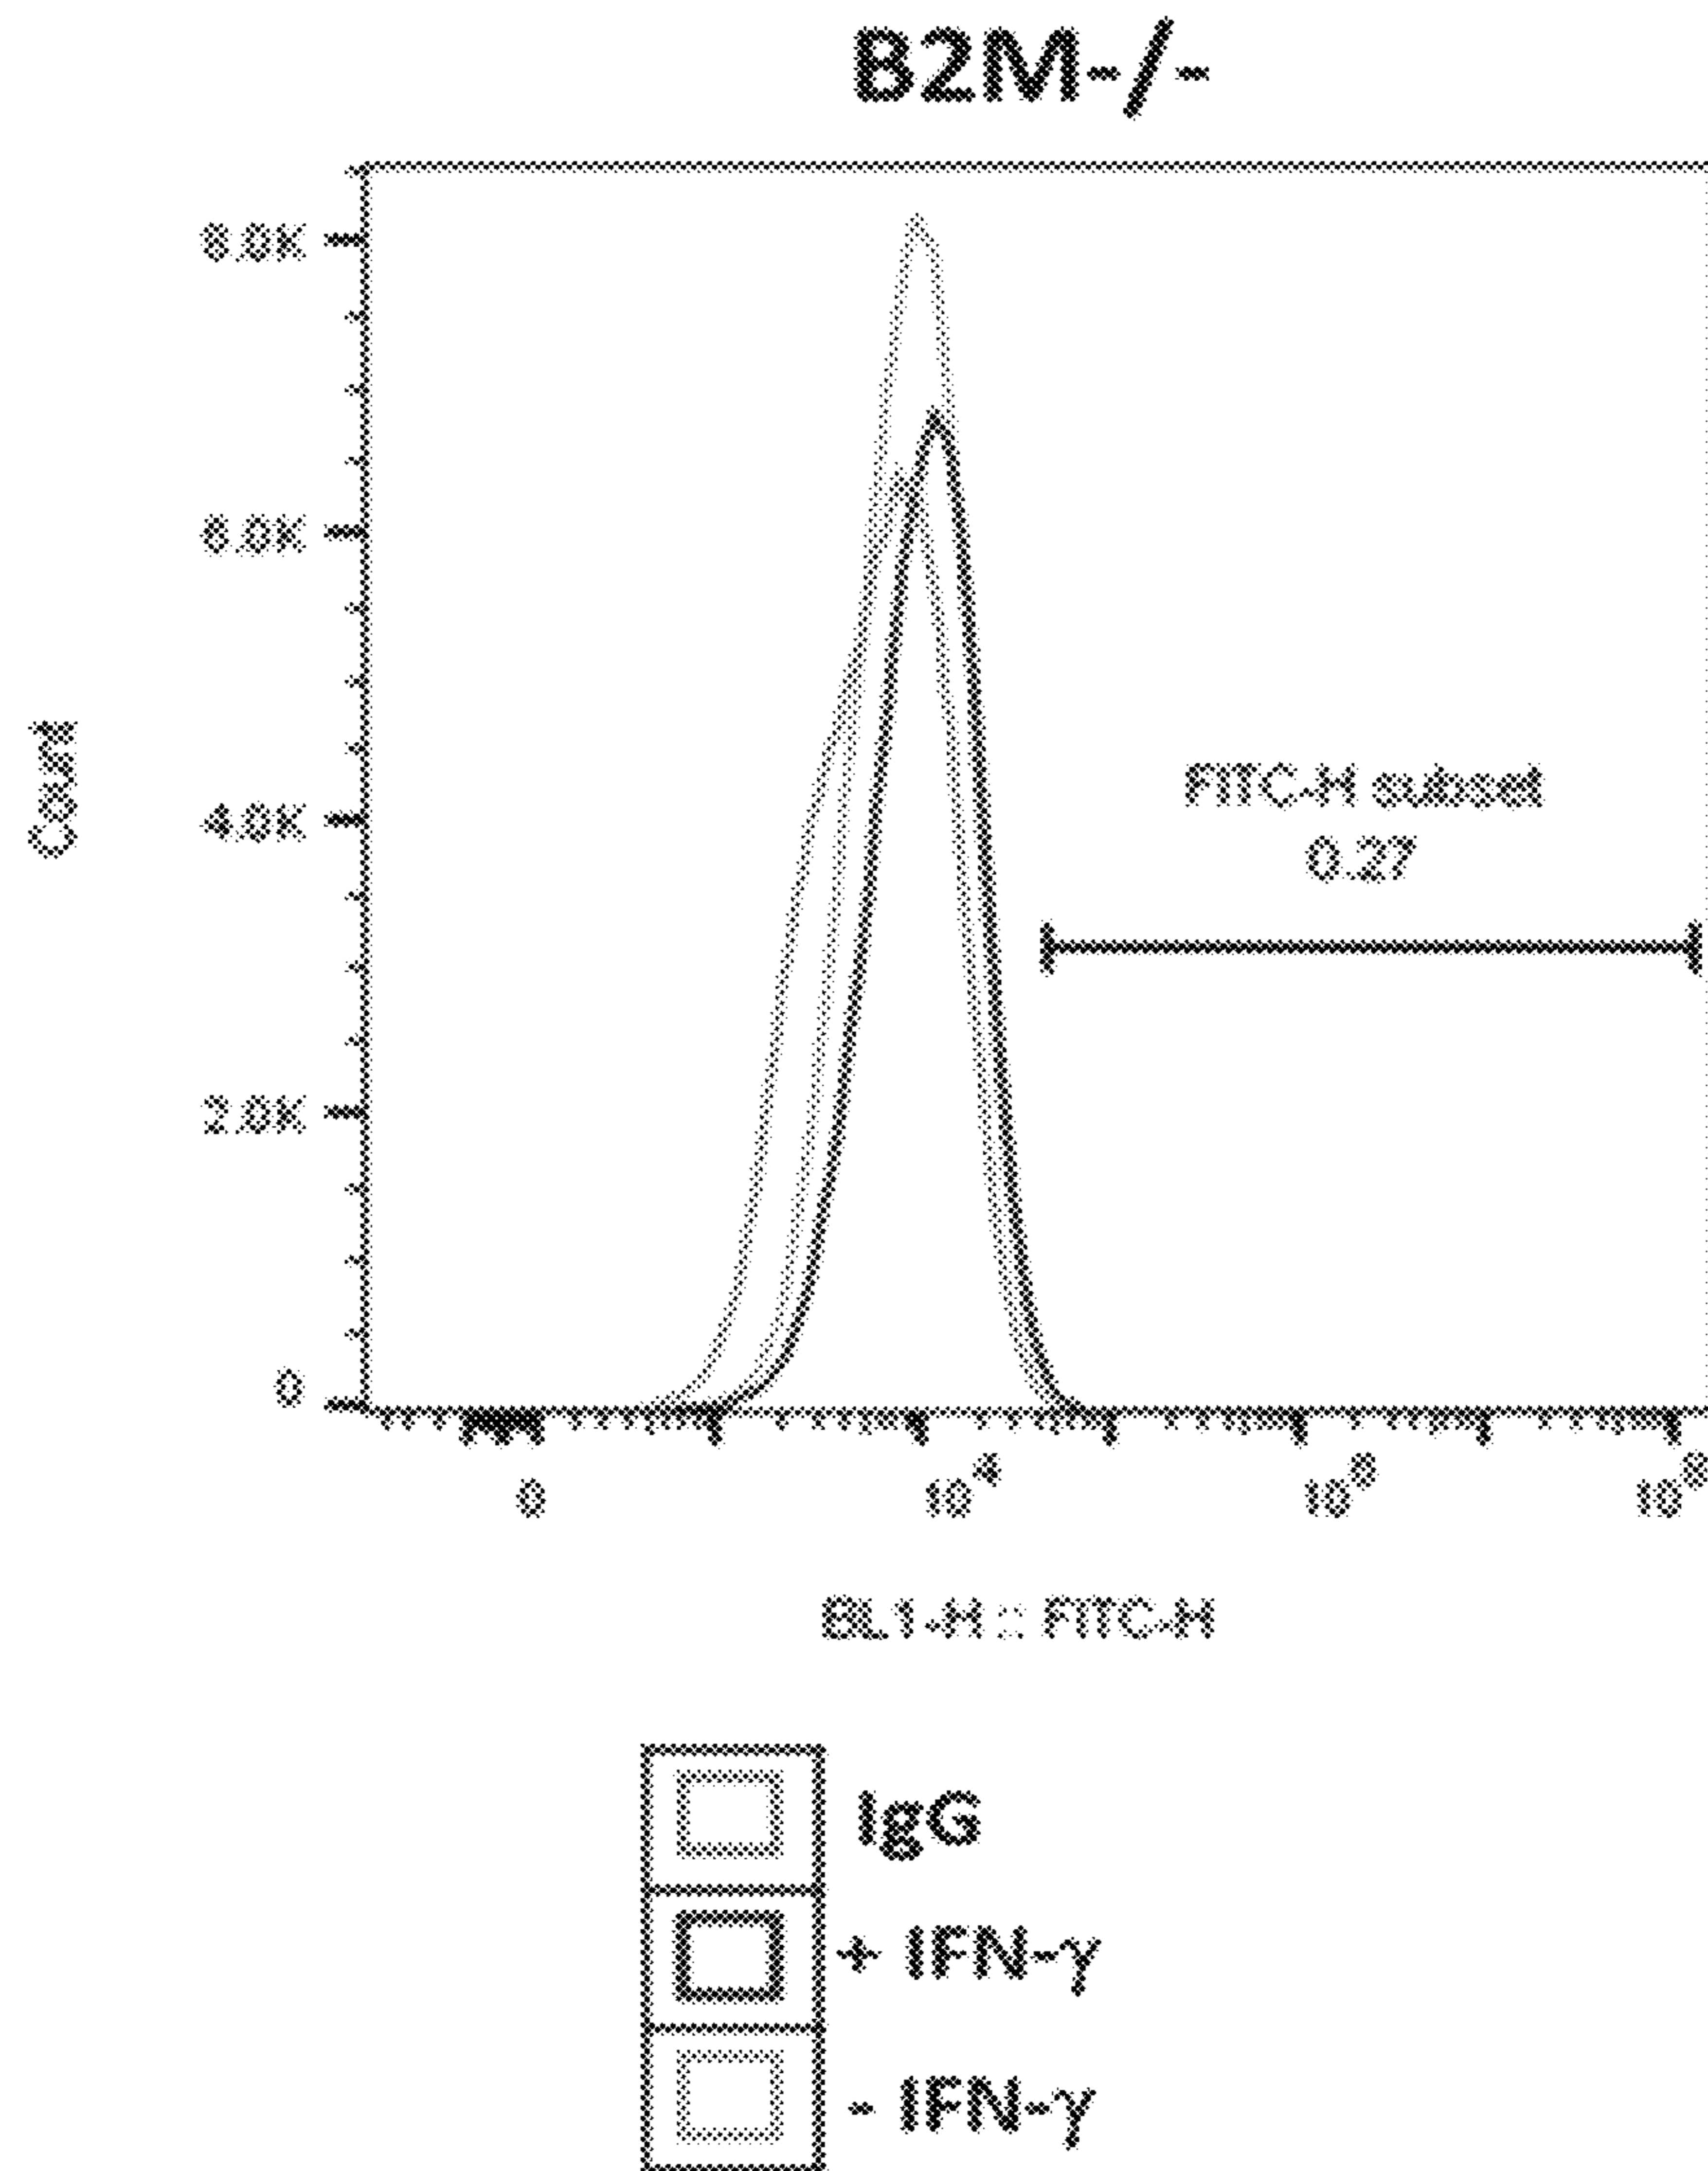 B2M-/-
8.0K
6.0K
4.0K
2.0K
0
Count
FITC-H subset
0.27
0
10^4
10^6
10^8
BL1-H :: FITC-H
IgG
+ IFN-γ
- IFN-γ